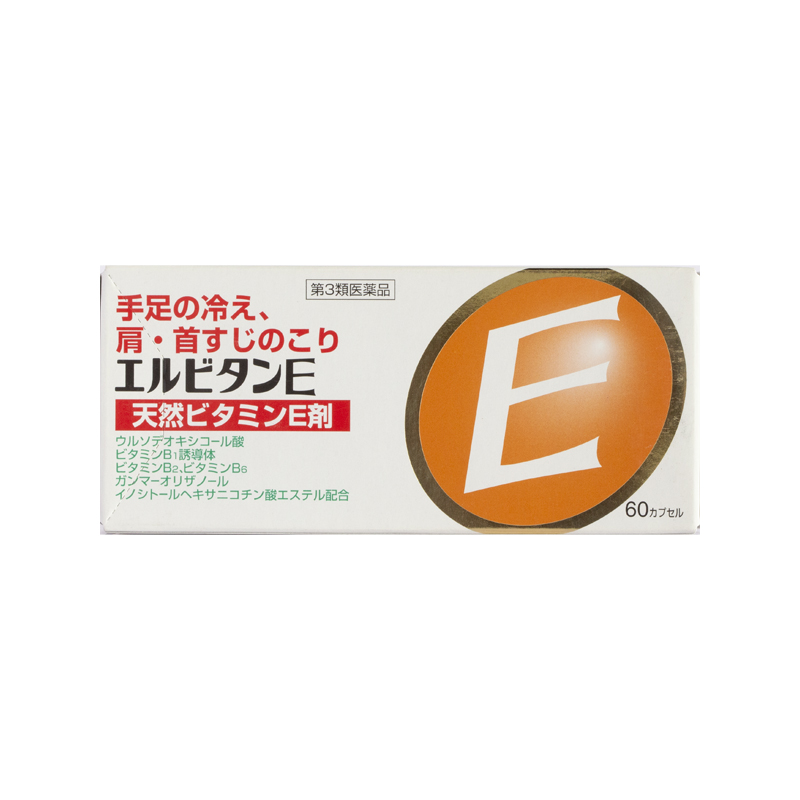 第3類医薬品
手足の冷え、
肩・首すじのこり
エルビタンE
天然ビタミンE剤
ウルソデオキシコール酸
ビタミンB1誘導体
ビタミンB2、ビタミンB6
ガンマーオリザノール
イノシトールヘキサニコチン酸エステル配合
E
60カプセル